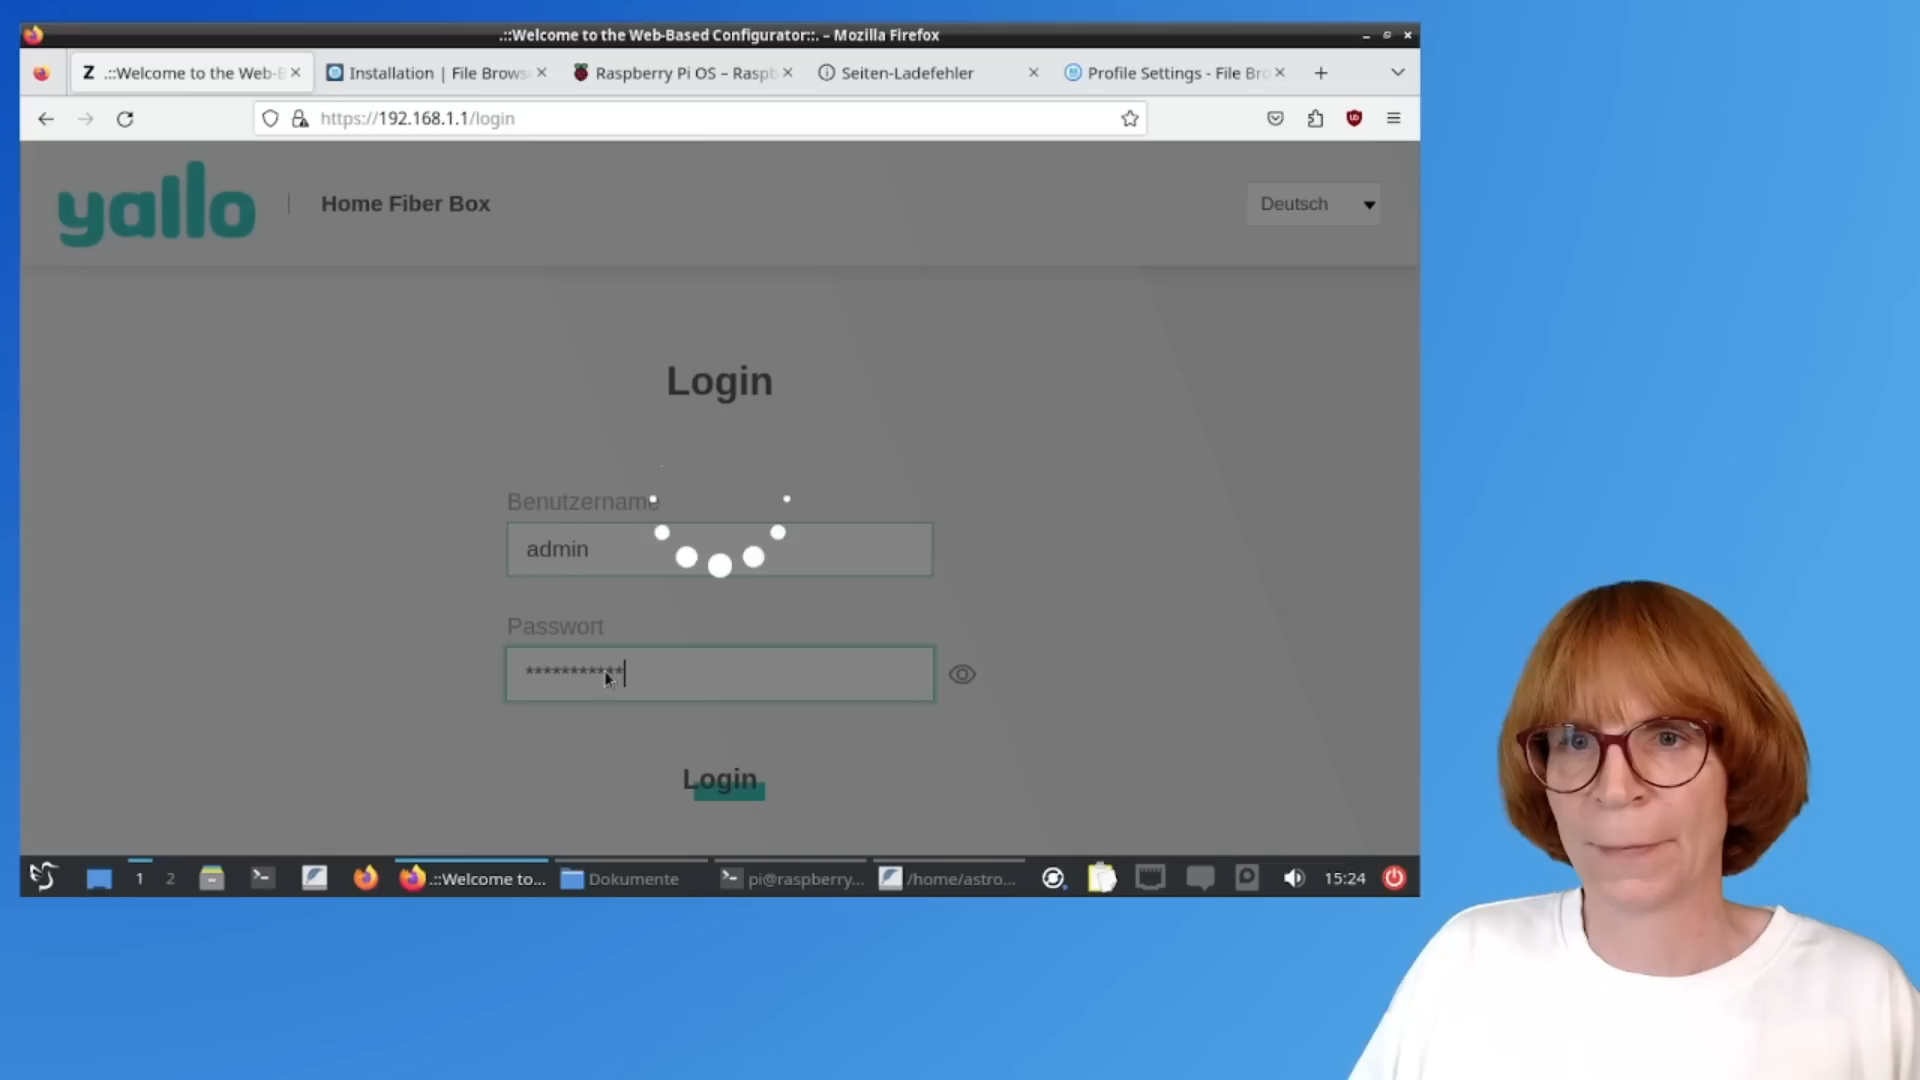 .::Welcome to the Web-Based Configurator::. – Mozilla Firefox
Z .::Welcome to the Web-B
Installation | File Brows
Raspberry Pi OS – Raspb
Seiten-Ladefehler
Profile Settings - File Bro
https://192.168.1.1/login
yallo
Home Fiber Box
Deutsch
Login
Benutzername
admin
Passwort
***********
Login
1
2
.::Welcome to...
Dokumente
pi@raspberry...
/home/astro...
15:24